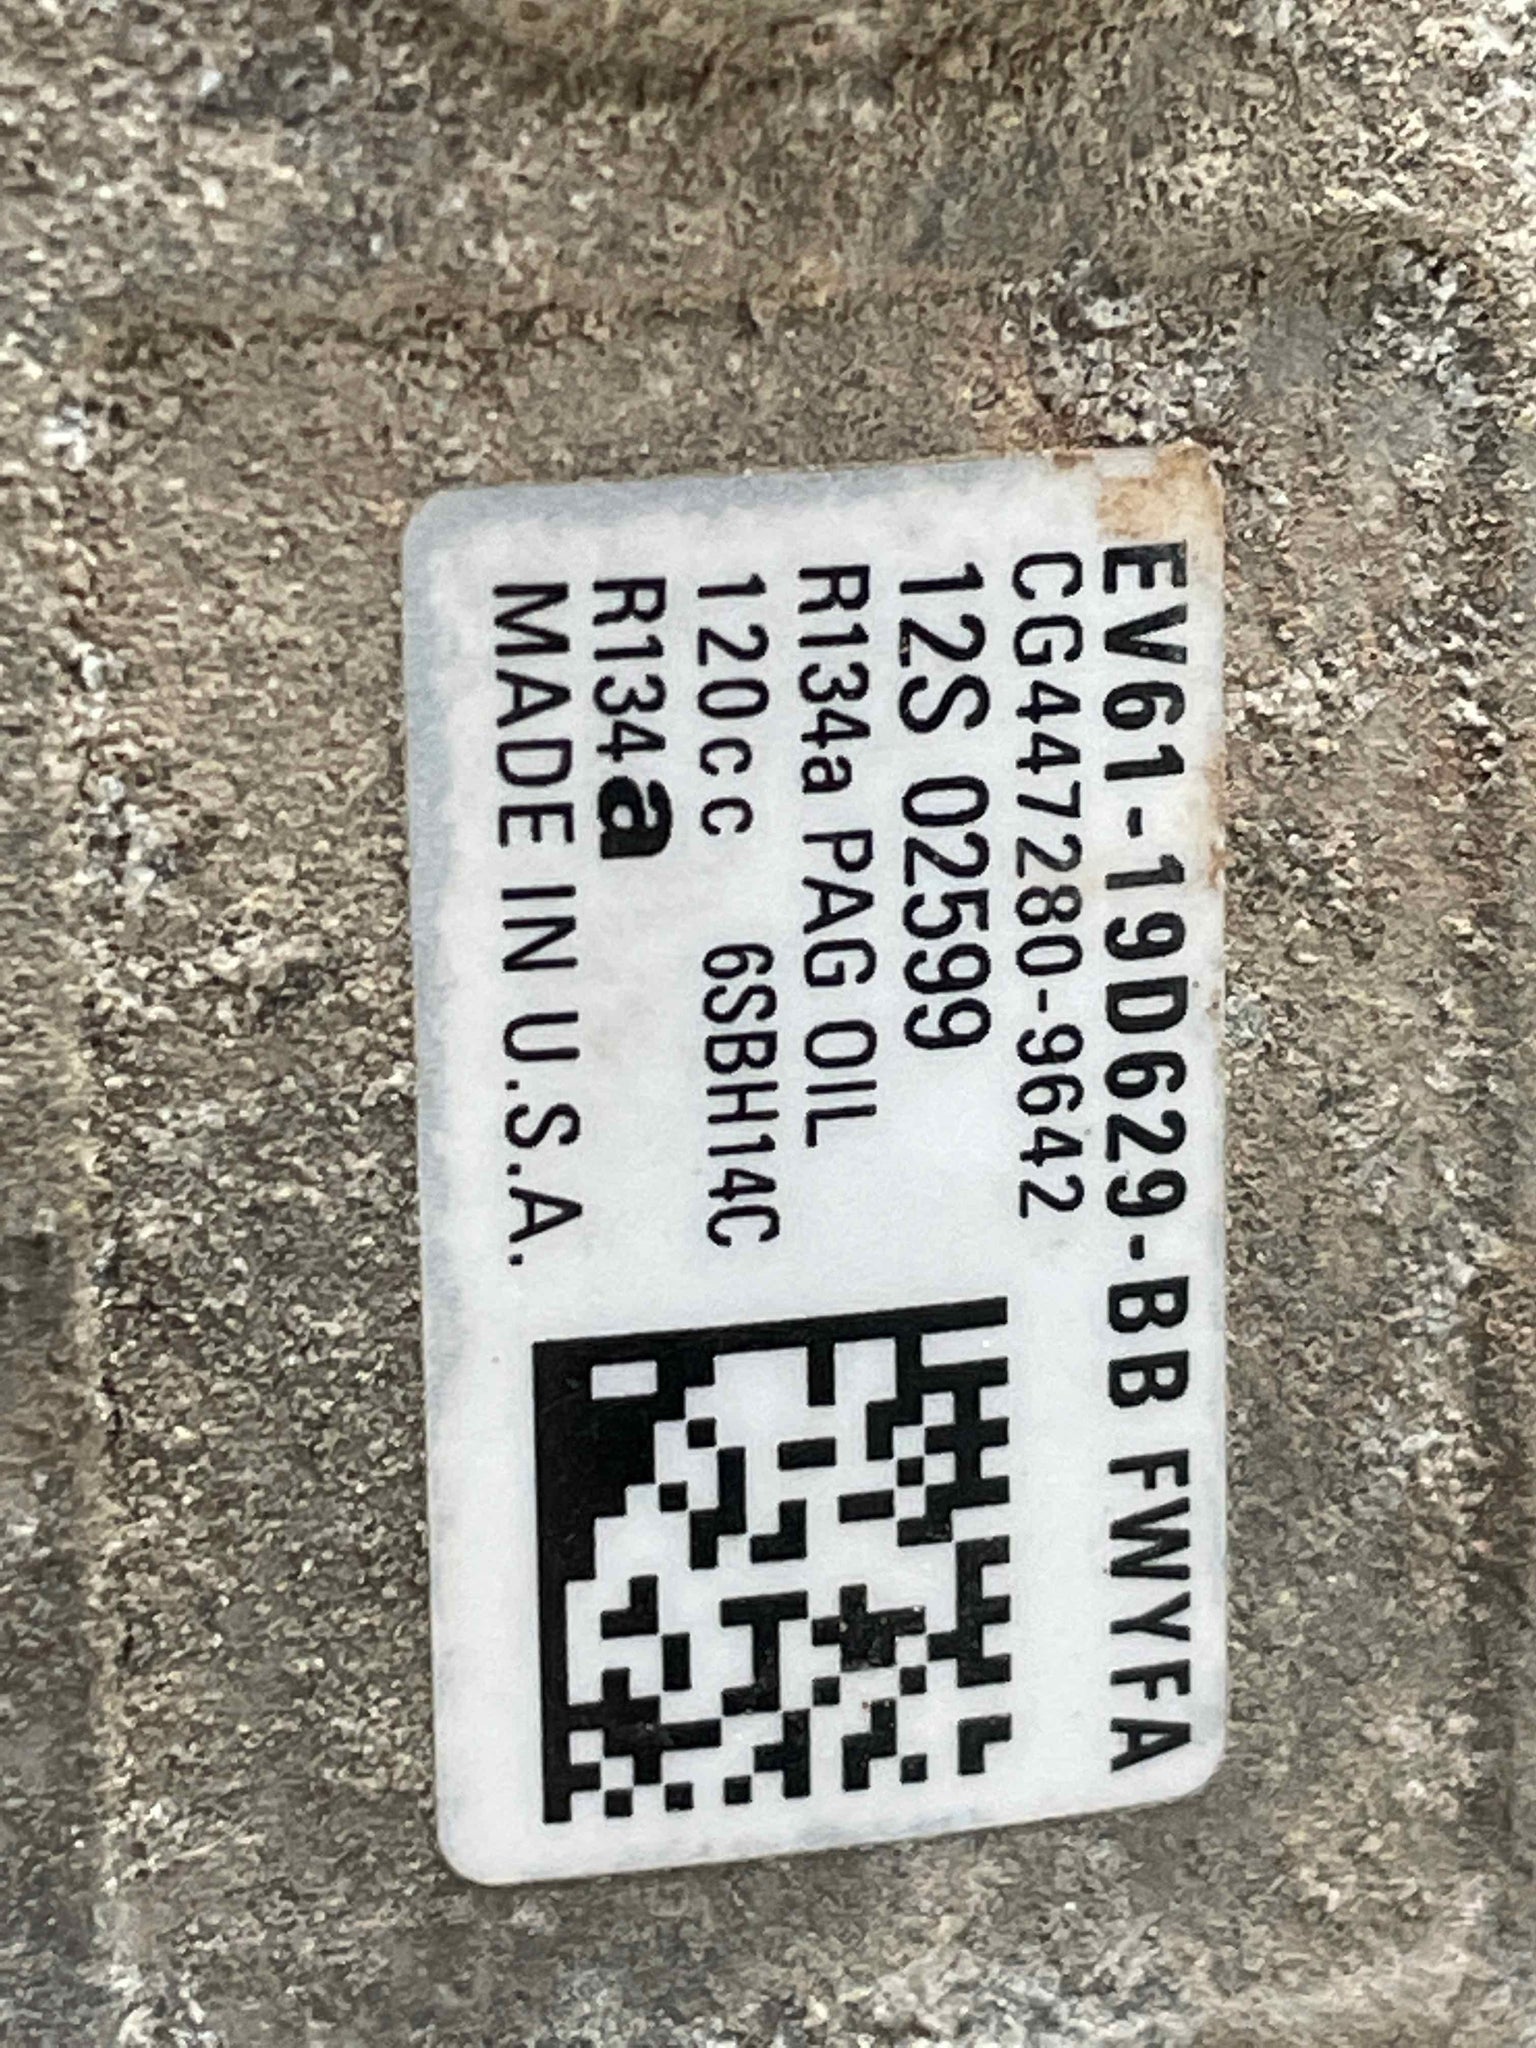 EV61-19D629-BB FWYFA
CG447280-9642
12S 02599
R134a PAG OIL
120cc 6SBH14C
R134a
MADE IN U.S.A.